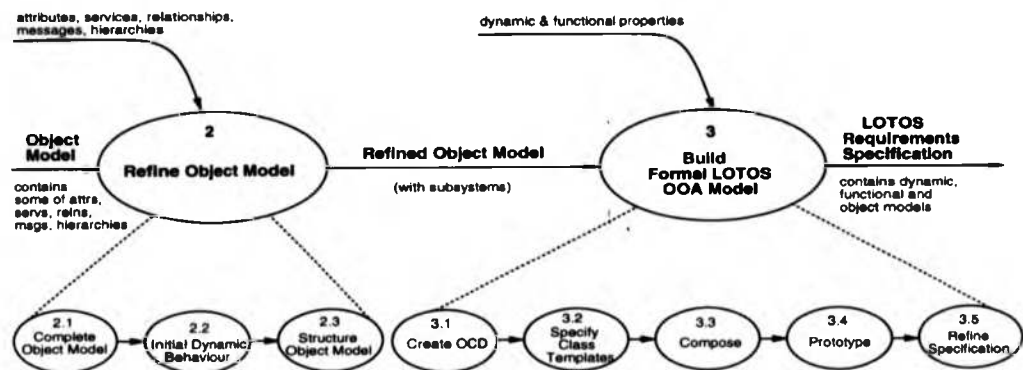 attributes, services, relationships,
messages, hierarchies
dynamic & functional properties
Object
Model
contains
some of attrs,
servs, relns,
msgs, hierarchies
2
Refine Object Model
Refined Object Model
(with subsystems)
3
Build
Formal LOTOS
OOA Model
LOTOS
Requirements
Specification
contains dynamic,
functional and
object models
2.1
Complete
Object Model
2.2
Initial Dynamic
Behaviour
2.3
Structure
Object Model
3.1
Create OCD
3.2
Specify
Class
Templates
3.3
Compose
3.4
Prototype
3.5
Refine
Specification